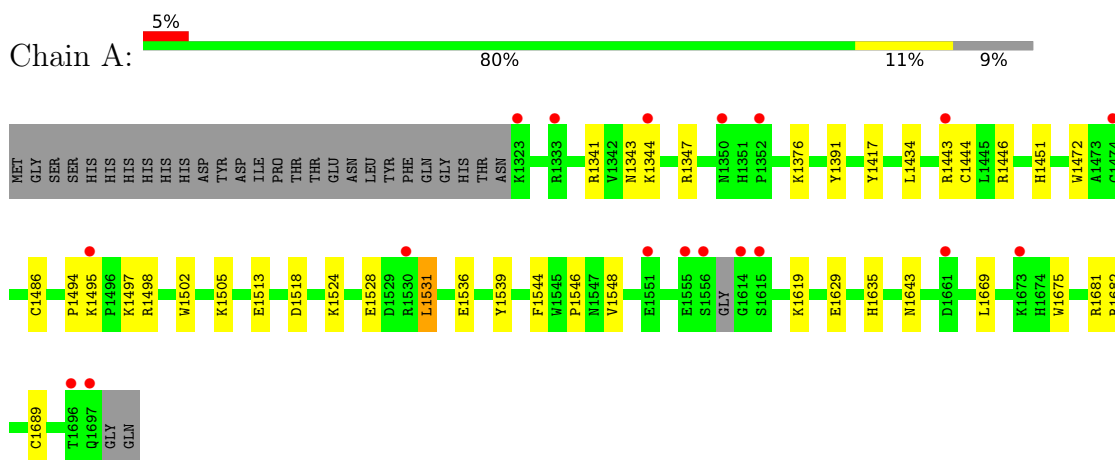 5%
Chain A:
80% 11% 9%
MET GLY SER SER HIS HIS HIS HIS HIS HIS ASP TYR ASP ILE PRO THR THR GLU ASN LEU TYR PHE GLN GLY HIS THR ASN K1323 R1333 R1341 V1342 N1343 K1344 R1347 N1350 H1351 P1352 K1376 Y1391 Y1417 L1434 R1443 C1444 L1445 R1446 H1451 W1472 A1473 C1474
C1486 P1494 K1495 P1496 K1497 R1498 W1502 K1505 E1513 D1518 K1524 E1528 D1529 R1530 L1531 E1536 Y1539 F1544 W1545 P1546 N1547 V1548 E1551 E1555 S1556 GLY G1614 S1615 K1619 E1629 H1635 N1643 D1661 L1669 K1673 H1674 W1675 R1681
C1689 T1696 Q1697 GLY GLN